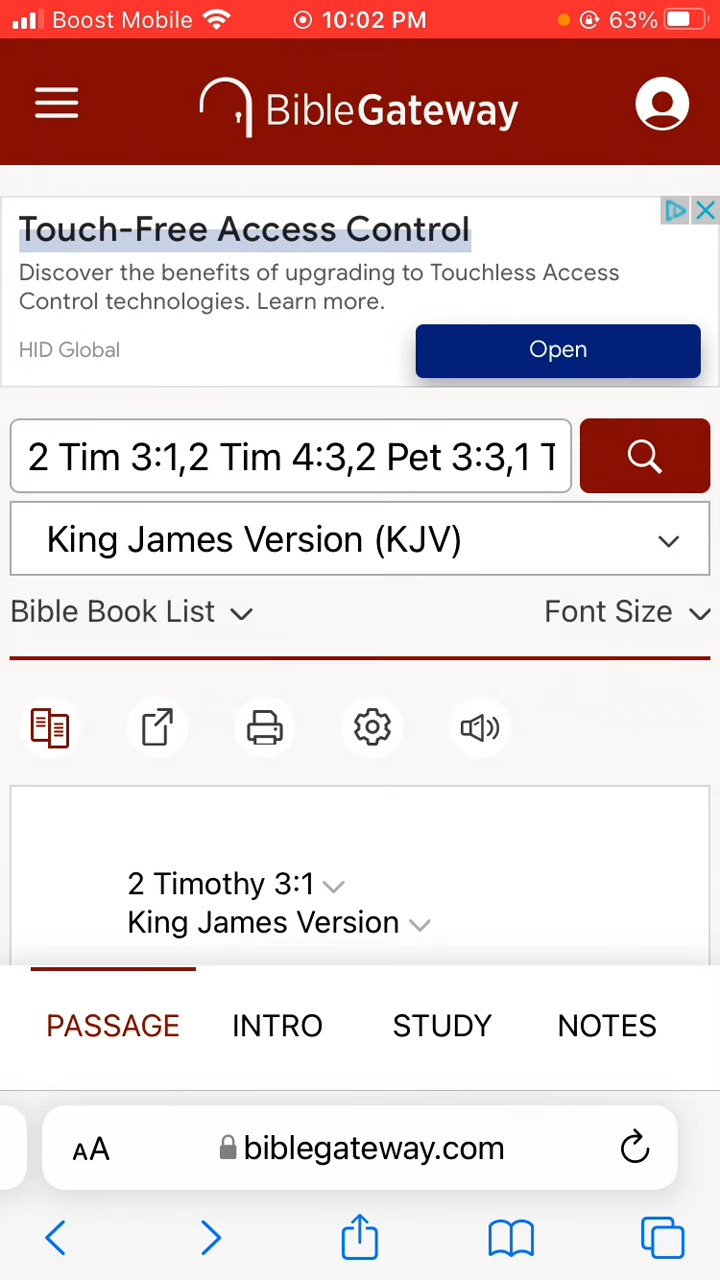 Boost Mobile 10:02 PM 63%
BibleGateway
Touch-Free Access Control
Discover the benefits of upgrading to Touchless Access
Control technologies. Learn more.
HID Global
Open
2 Tim 3:1,2 Tim 4:3,2 Pet 3:3,1 T
King James Version (KJV)
Bible Book List Font Size
2 Timothy 3:1
King James Version
PASSAGE INTRO STUDY NOTES
AA biblegateway.com